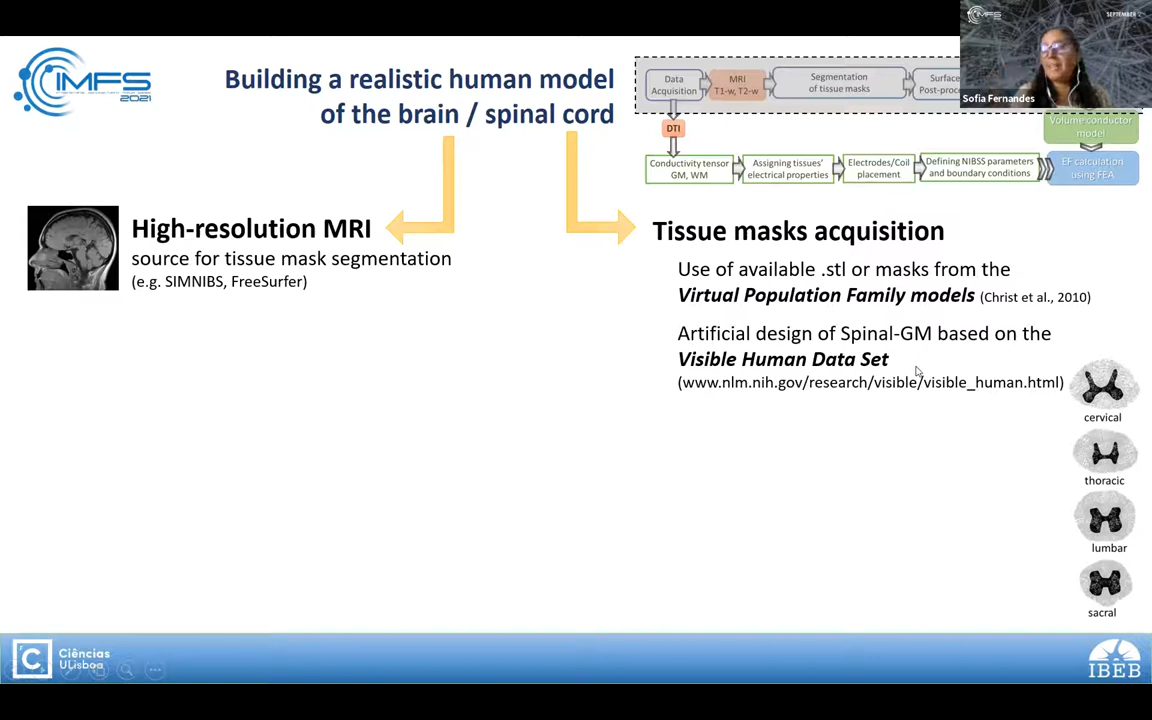 IMFS
2021
Building a realistic human model
of the brain / spinal cord
Data
Acquisition
MRI
T1-w, T2-w
Segmentation
of tissue masks
Surface
Post-proc
IMFS
SEPTEMBER
Sofia Fernandes
DTI
Volume conductor
model
Conductivity tensor
GM, WM
Assigning tissues'
electrical properties
Electrodes/Coil
placement
Defining NIBSS parameters
and boundary conditions
EF calculation
using FEA
High-resolution MRI
source for tissue mask segmentation
(e.g. SIMNIBS, FreeSurfer)
Tissue masks acquisition
Use of available .stl or masks from the
Virtual Population Family models (Christ et al., 2010)
Artificial design of Spinal-GM based on the
Visible Human Data Set
(www.nlm.nih.gov/research/visible/visible_human.html)
cervical
thoracic
lumbar
sacral
C
Ciências
ULisboa
IBEB